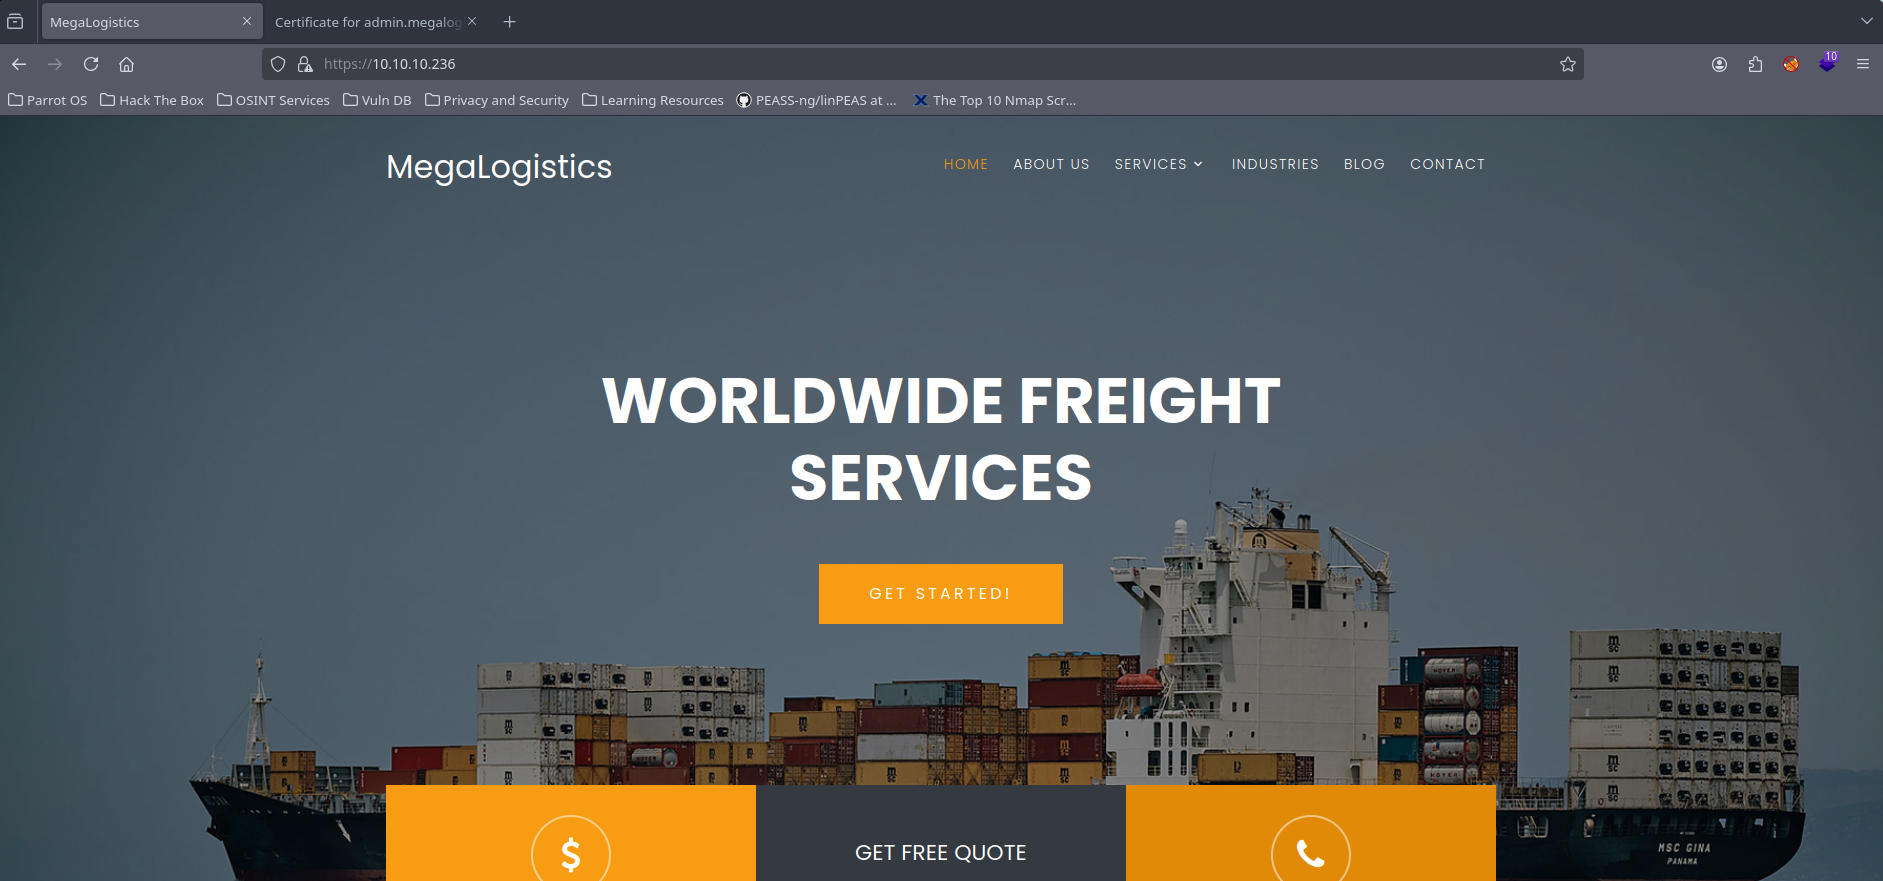 MegaLogistics
Certificate for admin.megalog
https://10.10.10.236
10
Parrot OS
Hack The Box
OSINT Services
Vuln DB
Privacy and Security
Learning Resources
PEASS-ng/linPEAS at ...
The Top 10 Nmap Scr...
MegaLogistics
HOME
ABOUT US
SERVICES
INDUSTRIES
BLOG
CONTACT
WORLDWIDE FREIGHT
SERVICES
GET STARTED!
$
GET FREE QUOTE
MSC GINA
PANAMA